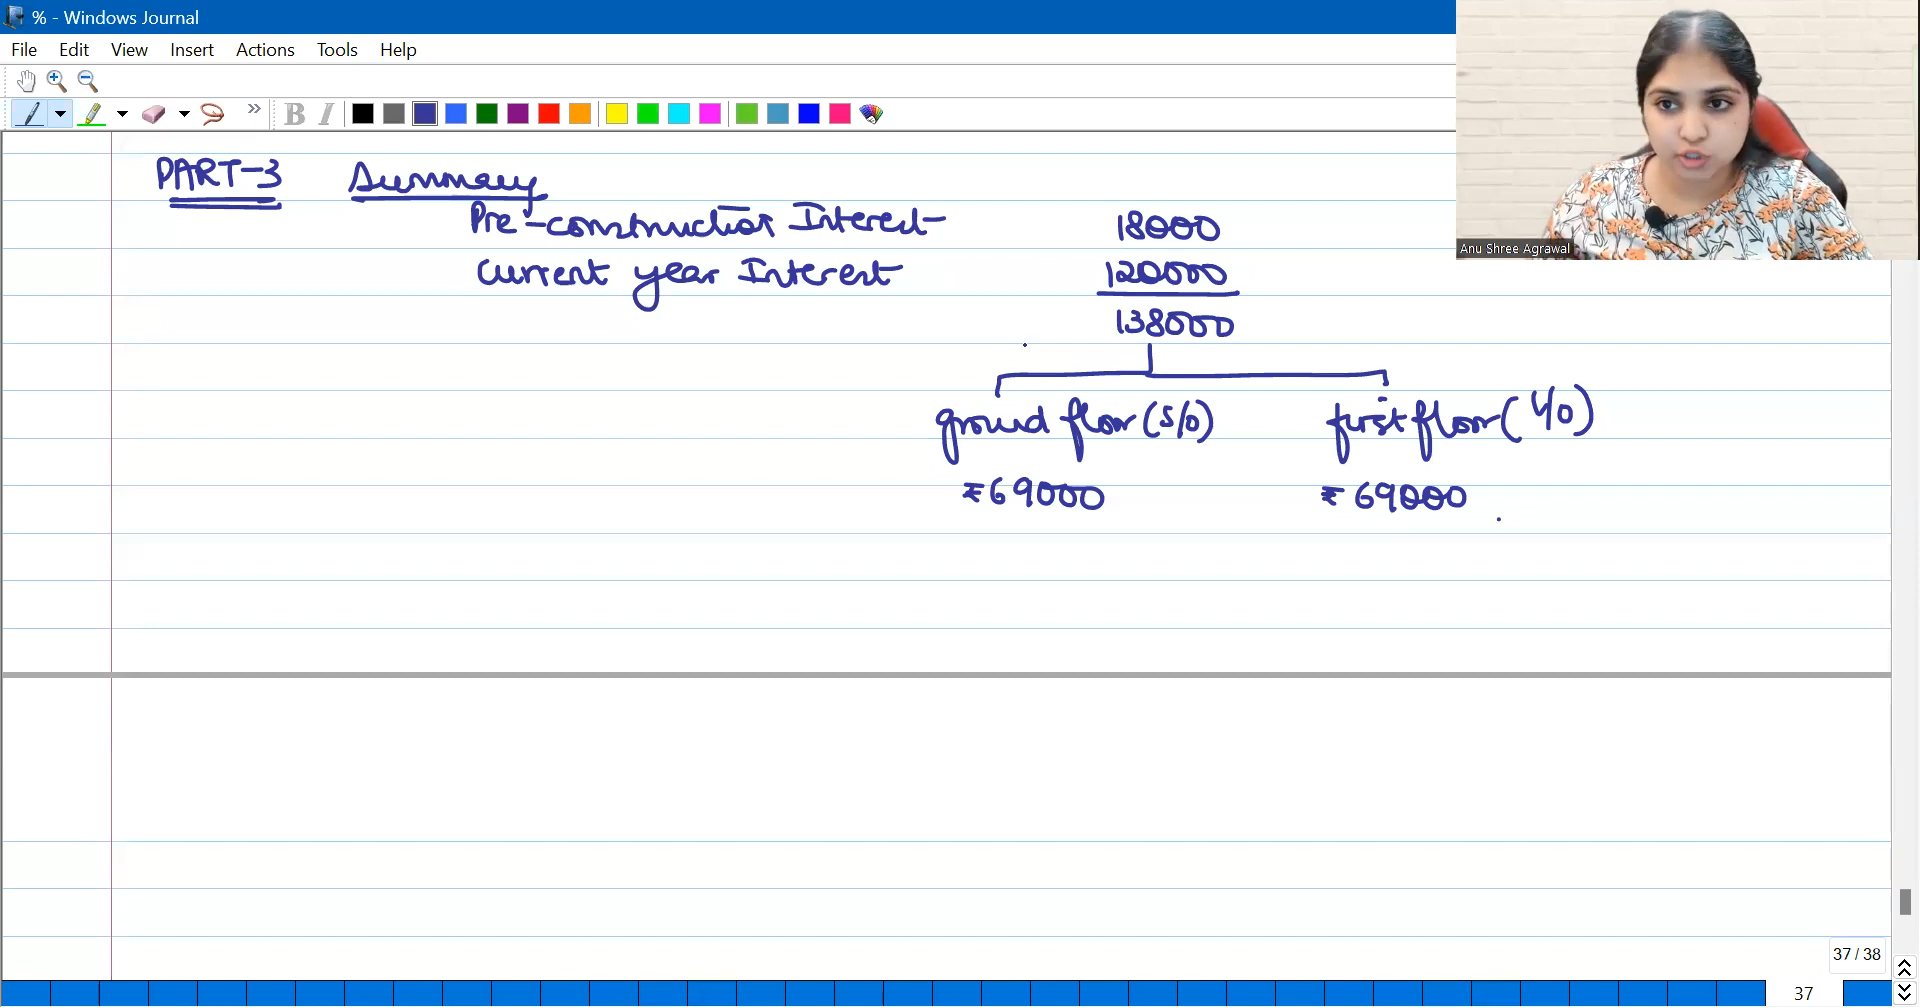 % - Windows Journal
File Edit View Insert Actions Tools Help
B I
PART-3 Summary
Pre-construction Interest 18000
Current year Interest 120000
138000
ground floor (S/O) first floor (L/O)
₹69000 ₹69000
Anu Shree Agrawal
37 / 38
37